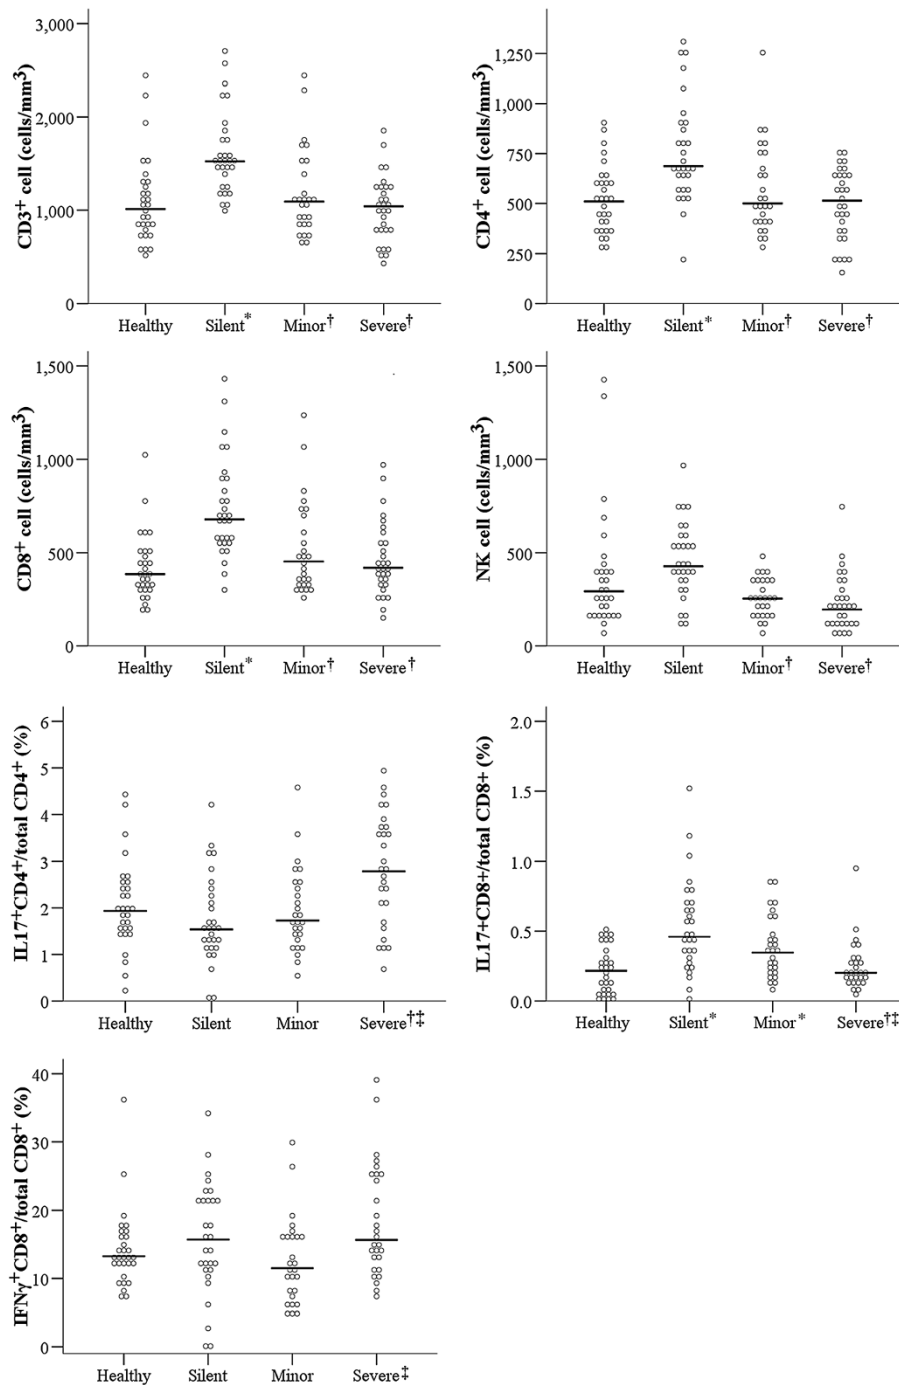 CD3+ cell (cells/mm3)
3,000
2,000
1,000
0
Healthy Silent* Minor† Severe†
CD4+ cell (cells/mm3)
1,250
1,000
750
500
250
0
Healthy Silent* Minor† Severe†
CD8+ cell (cells/mm3)
1,500
1,000
500
0
Healthy Silent* Minor† Severe†
NK cell (cells/mm3)
1,500
1,000
500
0
Healthy Silent Minor† Severe†
IL17+CD4+/total CD4+ (%)
6
5
4
3
2
1
0
Healthy Silent Minor Severe†‡
IL17+CD8+/total CD8+ (%)
2.0
1.5
1.0
0.5
0.0
Healthy Silent* Minor* Severe†‡
IFNγ+CD8+/total CD8+ (%)
40
30
20
10
0
Healthy Silent Minor Severe‡